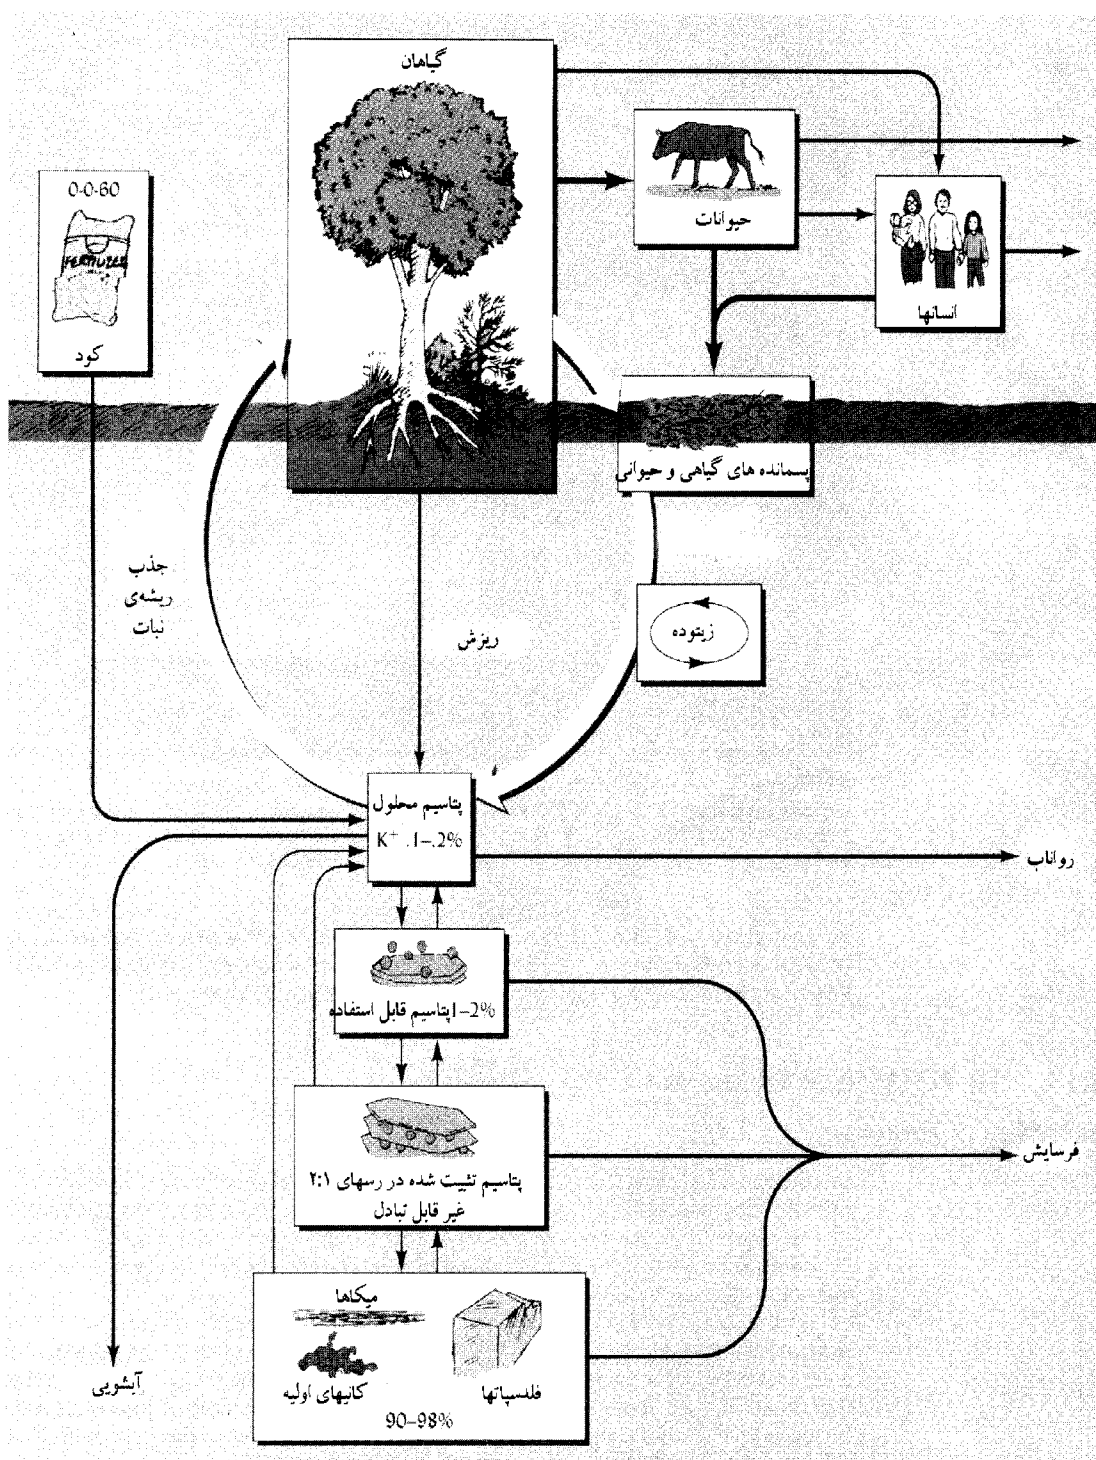 گیاهان
0-0-60
FERTILIZER
کود
حیوانات
انسانها
پسمانده های گیاهی و حیوانی
جذب
ریشه‌ی
نبات
ریزش
زیتوده
پتاسیم محلول
K⁺ .1–.2%
رواناب
1–2% پتاسیم قابل استفاده
پتاسیم تثبیت شده در رسهای ۲:۱
غیر قابل تبادل
فرسایش
میکاها
کانیهای اولیه
فلدسپاتها
90–98%
آبشویی